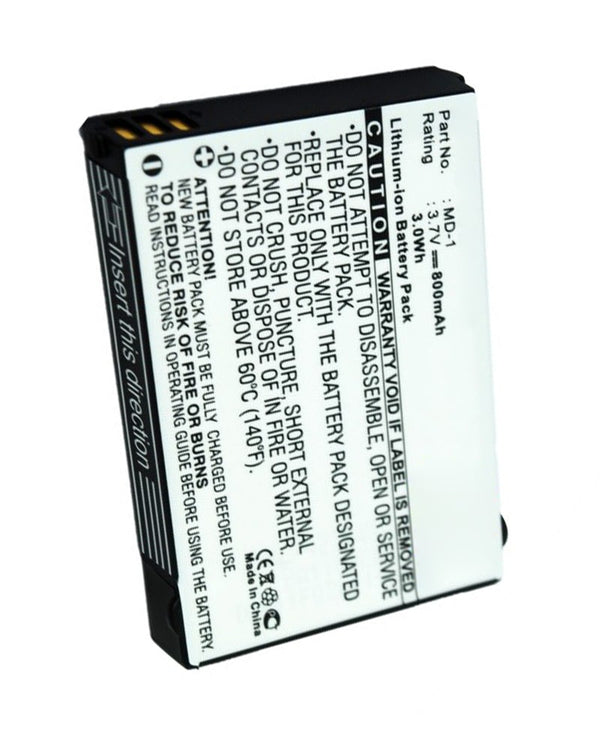 Part No. : MD-1
Rating : 3.7V 800mAh
3.0Wh
Lithium-Ion Battery Pack
CAUTION WARRANTY VOID IF LABEL IS REMOVED
•DO NOT ATTEMPT TO DISASSEMBLE, OPEN OR SERVICE
THE BATTERY PACK.
•REPLACE ONLY WITH THE BATTERY PACK DESIGNATED
FOR THIS PRODUCT.
•DO NOT CRUSH, PUNCTURE, SHORT EXTERNAL
CONTACTS OR DISPOSE OF IN FIRE OR WATER.
•DO NOT STORE ABOVE 60°C (140°F).
+ ATTENTION:
NEW BATTERY PACK MUST BE FULLY CHARGED BEFORE USE.
TO REDUCE RISK OF FIRE OR BURNS
- READ INSTRUCTIONS IN OPERATING GUIDE BEFORE USING THE BATTERY.
CE
Made In China
Insert this direction